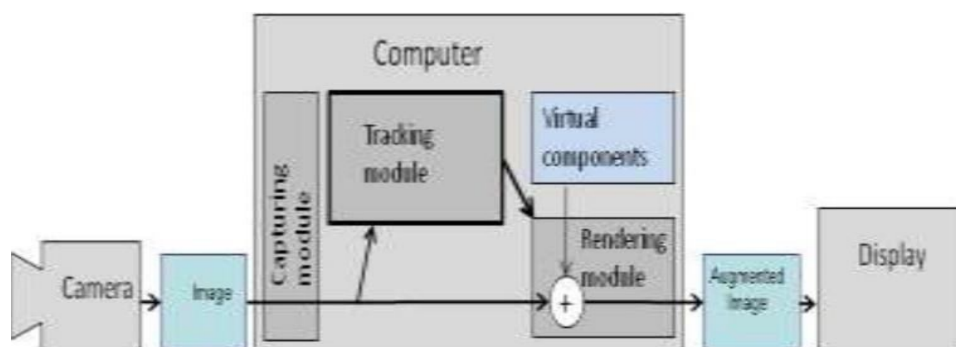 Computer
Capturing
module
Tracking
module
Virtual
components
Rendering
module
+
Camera
Image
Augmented
Image
Display